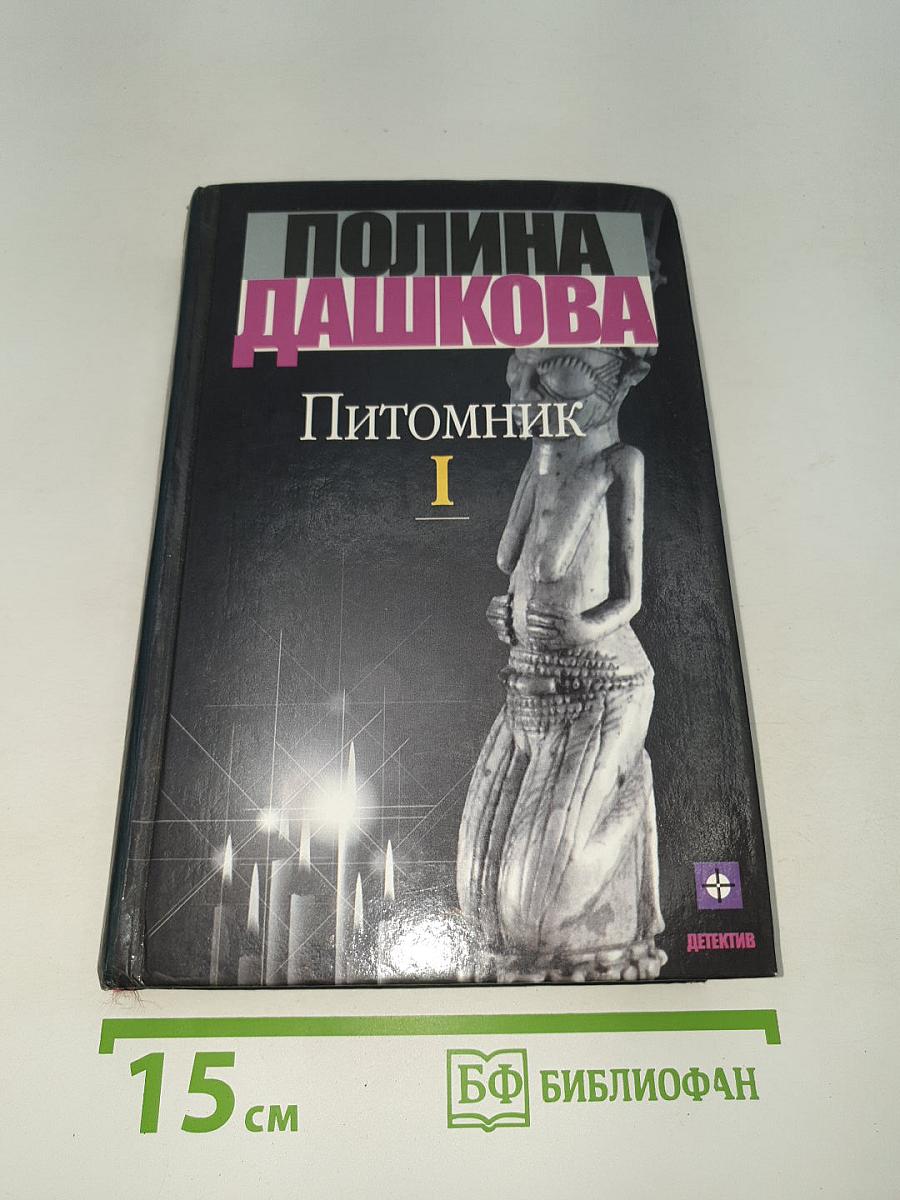 ПОЛИНА
ДАШКОВА
Питомник
I
ДЕТЕКТИВ
15 см
БФ БИБЛИОФАН